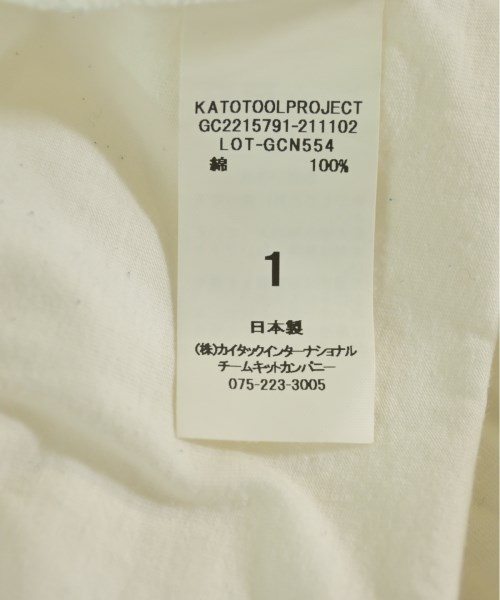 KATOTOOLPROJECT
GC2215791-211102
LOT-GCN554
綿 100%
1
日本製
(株)カイタックインターナショナル
チームキットカンパニー
075-223-3005